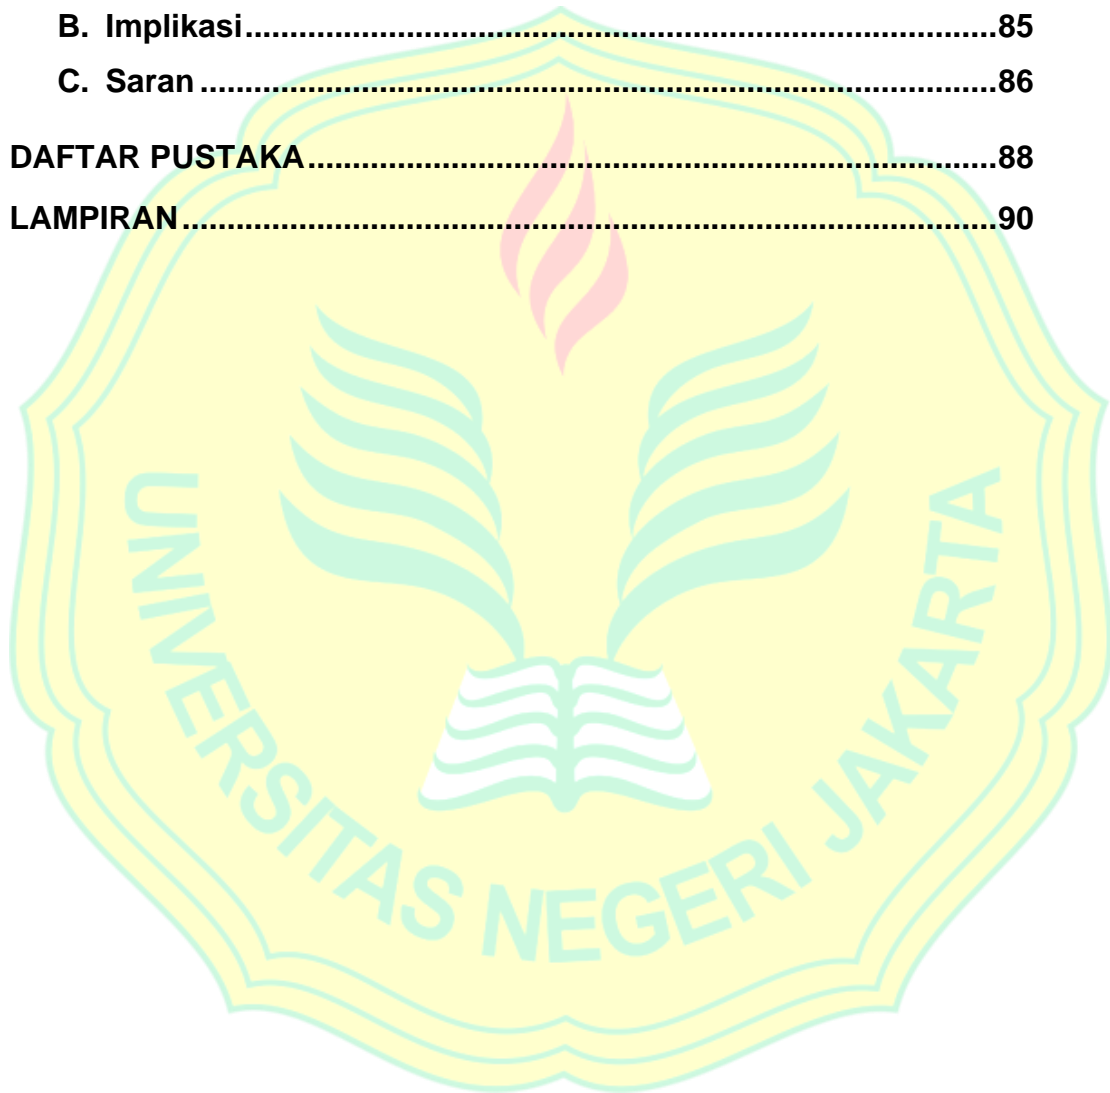 B. Implikasi....................................................................................85
C. Saran.........................................................................................86
DAFTAR PUSTAKA.............................................................................88
LAMPIRAN...........................................................................................90
UNIVERSITAS NEGERI JAKARTA